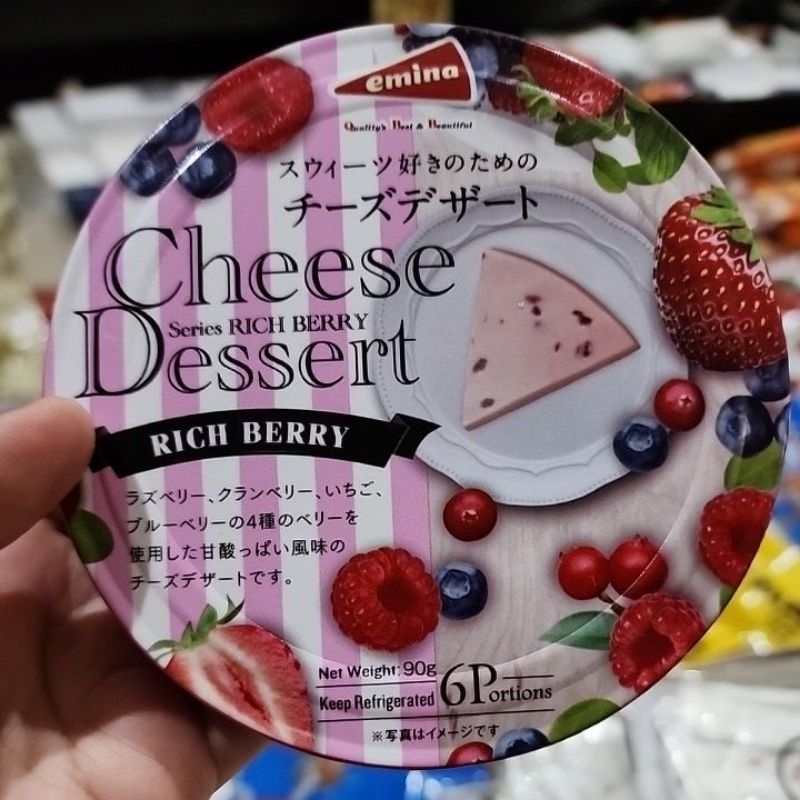 emina
Quality's Best & Beautiful
スウィーツ好きのための
チーズデザート
Cheese
Series RICH BERRY
Dessert
RICH BERRY
ラズベリー、クランベリー、いちご、
ブルーベリーの4種のベリーを
使用した甘酸っぱい風味の
チーズデザートです。
Net Weight: 90g
Keep Refrigerated
6Portions
※写真はイメージです